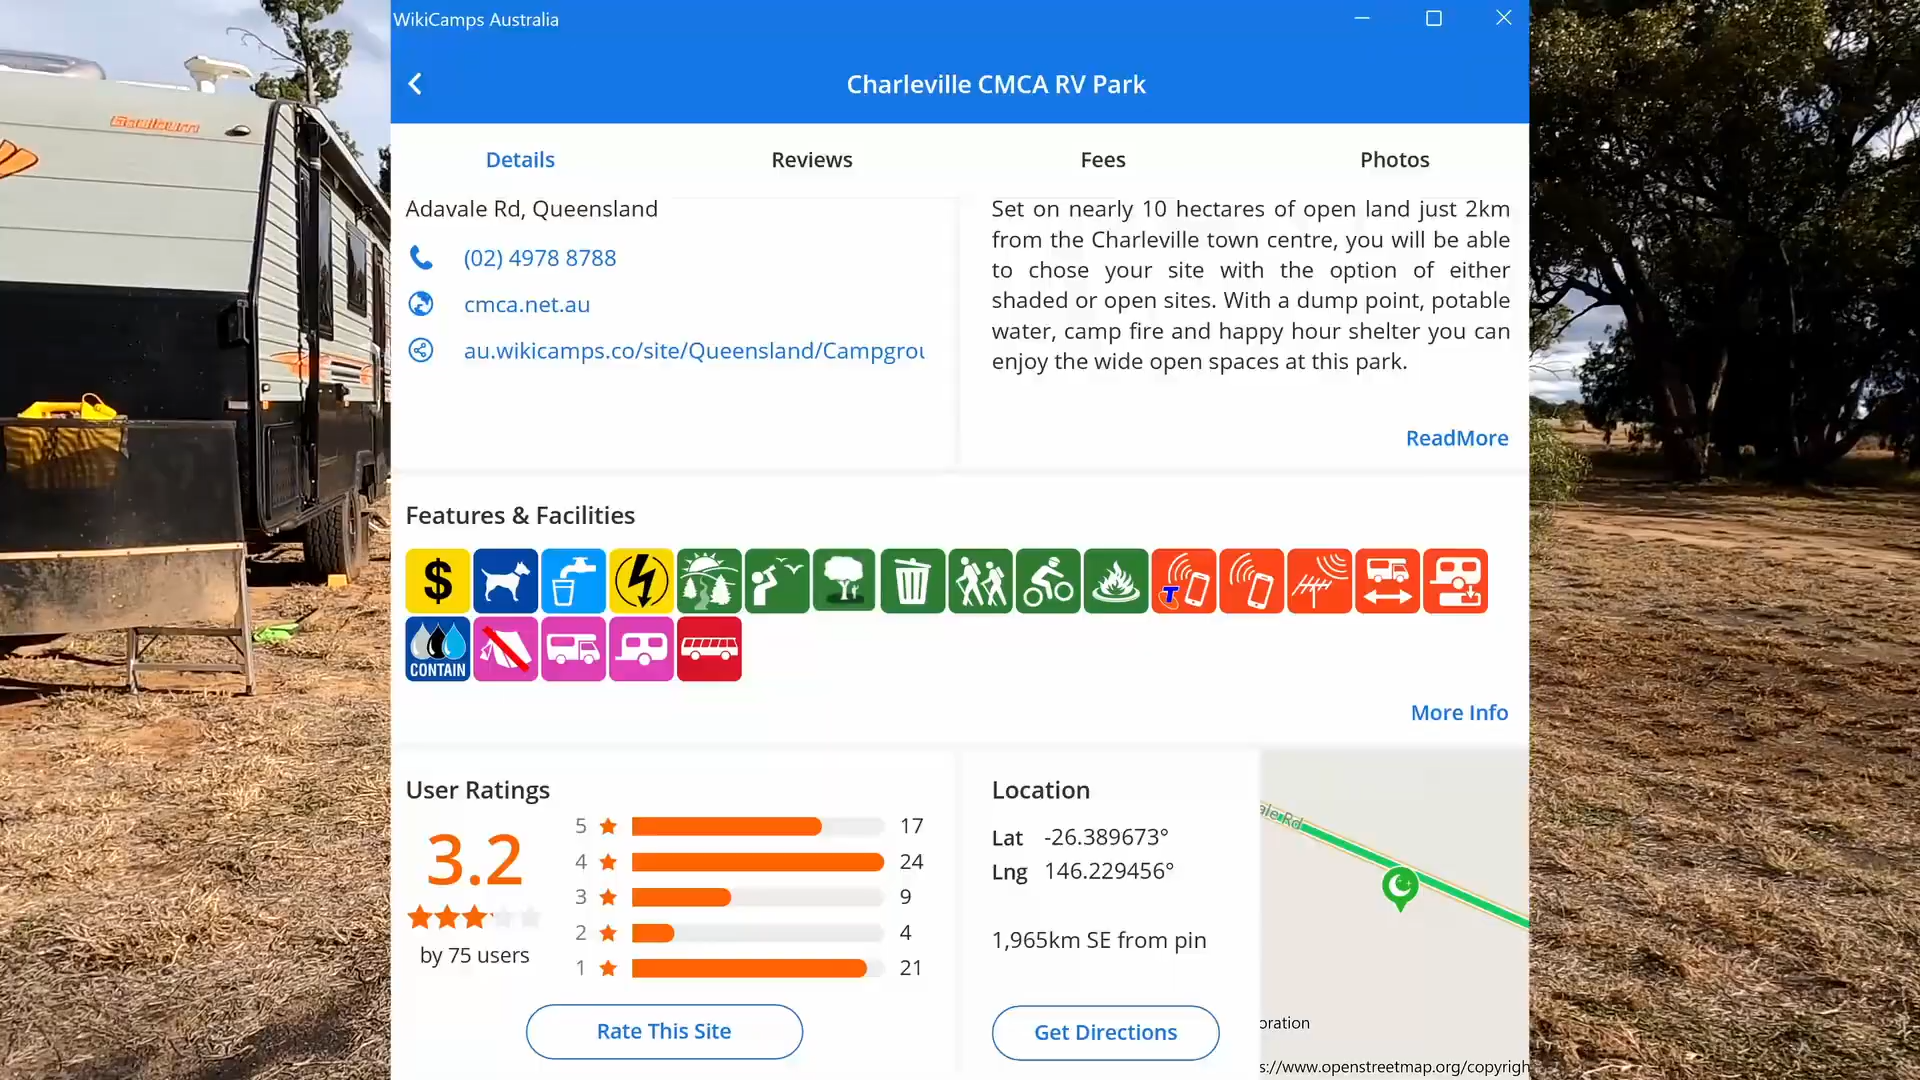 WikiCamps Australia
Charleville CMCA RV Park
Details
Reviews
Fees
Photos
Adavale Rd, Queensland
(02) 4978 8788
cmca.net.au
au.wikicamps.co/site/Queensland/Campgrou
Set on nearly 10 hectares of open land just 2km
from the Charleville town centre, you will be able
to chose your site with the option of either
shaded or open sites. With a dump point, potable
water, camp fire and happy hour shelter you can
enjoy the wide open spaces at this park.
ReadMore
Features & Facilities
$
T
CONTAIN
More Info
User Ratings
3.2
by 75 users
5 17
4 24
3 9
2 4
1 21
Rate This Site
Location
Lat -26.389673°
Lng 146.229456°
1,965km SE from pin
Get Directions
ale Rd
oration
s://www.openstreetmap.org/copyrigh
Goulburn